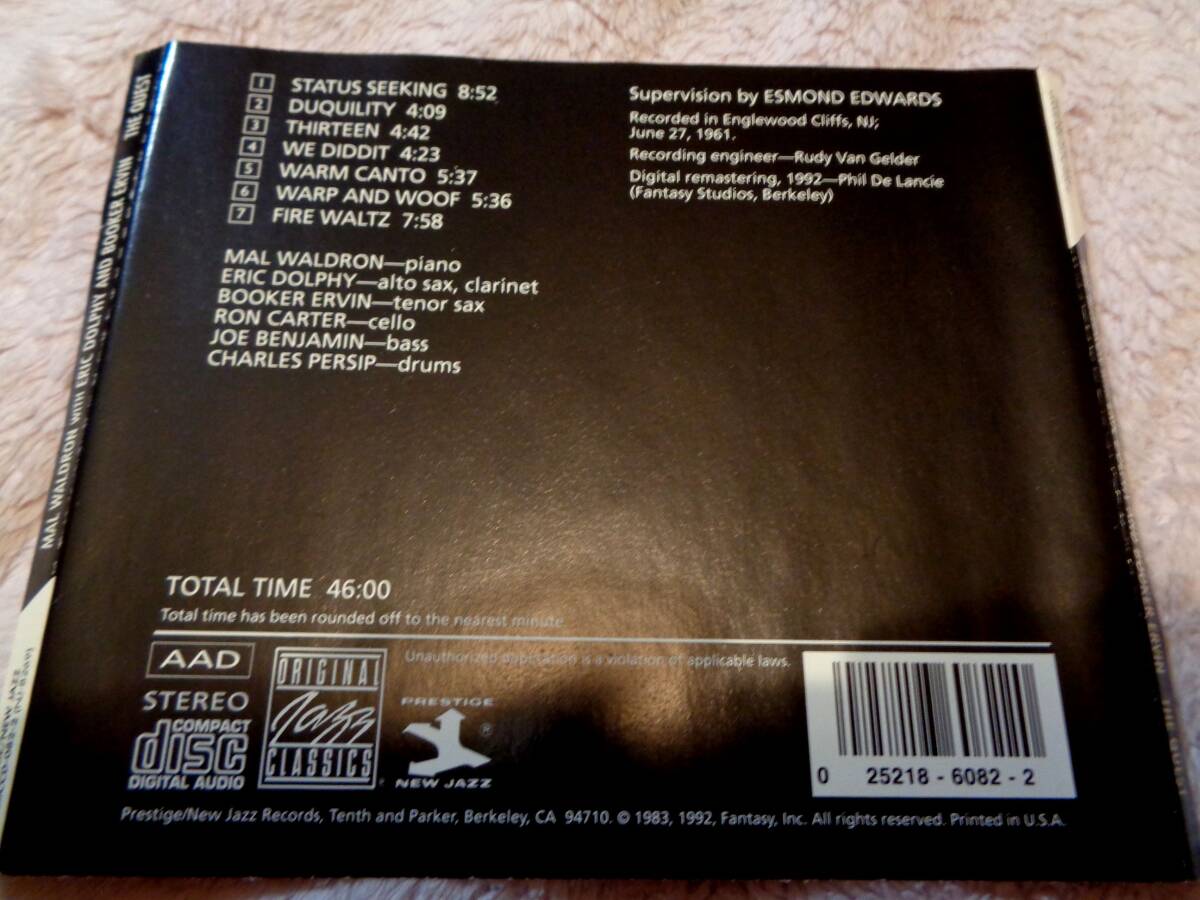 MAL WALDRON WITH ERIC DOLPHY AND BOOKER ERVIN THE QUEST
1 STATUS SEEKING 8:52
2 DUQUILITY 4:09
3 THIRTEEN 4:42
4 WE DIDDIT 4:23
5 WARM CANTO 5:37
6 WARP AND WOOF 5:36
7 FIRE WALTZ 7:58
MAL WALDRON—piano
ERIC DOLPHY—alto sax, clarinet
BOOKER ERVIN—tenor sax
RON CARTER—cello
JOE BENJAMIN—bass
CHARLES PERSIP—drums
Supervision by ESMOND EDWARDS
Recorded in Englewood Cliffs, NJ;
June 27, 1961.
Recording engineer—Rudy Van Gelder
Digital remastering, 1992—Phil De Lancie
(Fantasy Studios, Berkeley)
TOTAL TIME 46:00
Total time has been rounded off to the nearest minute.
Unauthorized duplication is a violation of applicable laws.
AAD
STEREO
COMPACT
disc
DIGITAL AUDIO
ORIGINAL
Jazz
CLASSICS
PRESTIGE
®
NEW JAZZ
0 25218 - 6082 - 2
Prestige/New Jazz Records, Tenth and Parker, Berkeley, CA 94710. © 1983, 1992, Fantasy, Inc. All rights reserved. Printed in U.S.A.